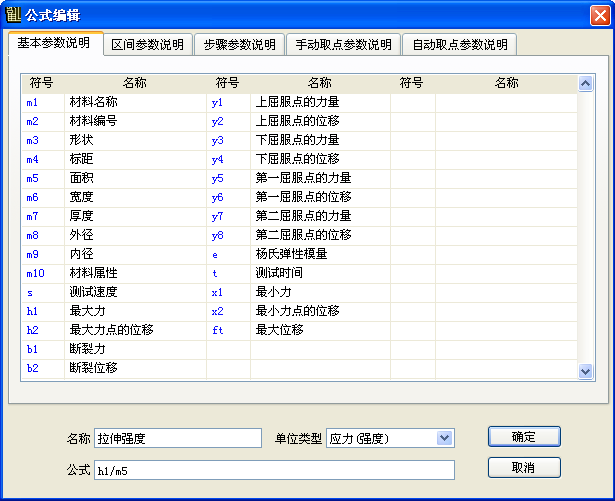 公式编辑
基本参数说明 区间参数说明 步骤参数说明 手动取点参数说明 自动取点参数说明
符号 名称 符号 名称 符号 名称
m1 材料名称 y1 上屈服点的力量
m2 材料编号 y2 上屈服点的位移
m3 形状 y3 下屈服点的力量
m4 标距 y4 下屈服点的位移
m5 面积 y5 第一屈服点的力量
m6 宽度 y6 第一屈服点的位移
m7 厚度 y7 第二屈服点的力量
m8 外径 y8 第二屈服点的位移
m9 内径 e 杨氏弹性模量
m10 材料属性 t 测试时间
s 测试速度 x1 最小力
h1 最大力 x2 最小力点的位移
h2 最大力点的位移 ft 最大位移
b1 断裂力
b2 断裂位移
名称 拉伸强度 单位类型 应力(强度) 确定
公式 h1/m5 取消